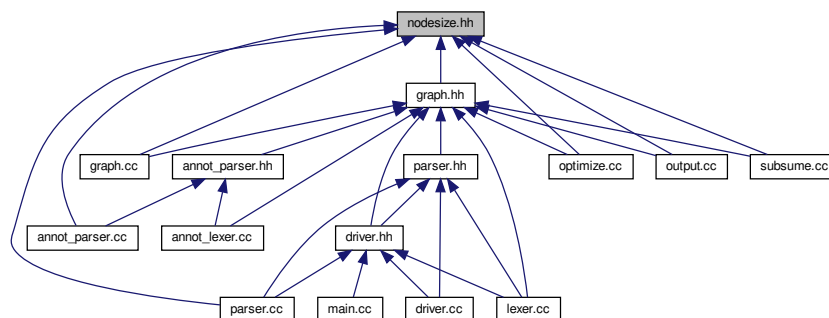 nodesize.hh
graph.hh
graph.cc
annot_parser.hh
parser.hh
optimize.cc
output.cc
subsume.cc
annot_parser.cc
annot_lexer.cc
driver.hh
parser.cc
main.cc
driver.cc
lexer.cc